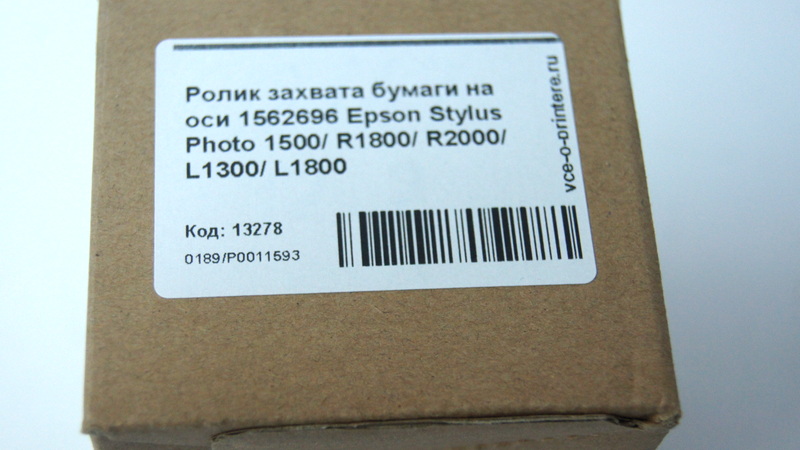 Ролик захвата бумаги на
оси 1562696 Epson Stylus
Photo 1500/ R1800/ R2000/
L1300/ L1800
Код: 13278
0189/P0011593
vce-o-printere.ru